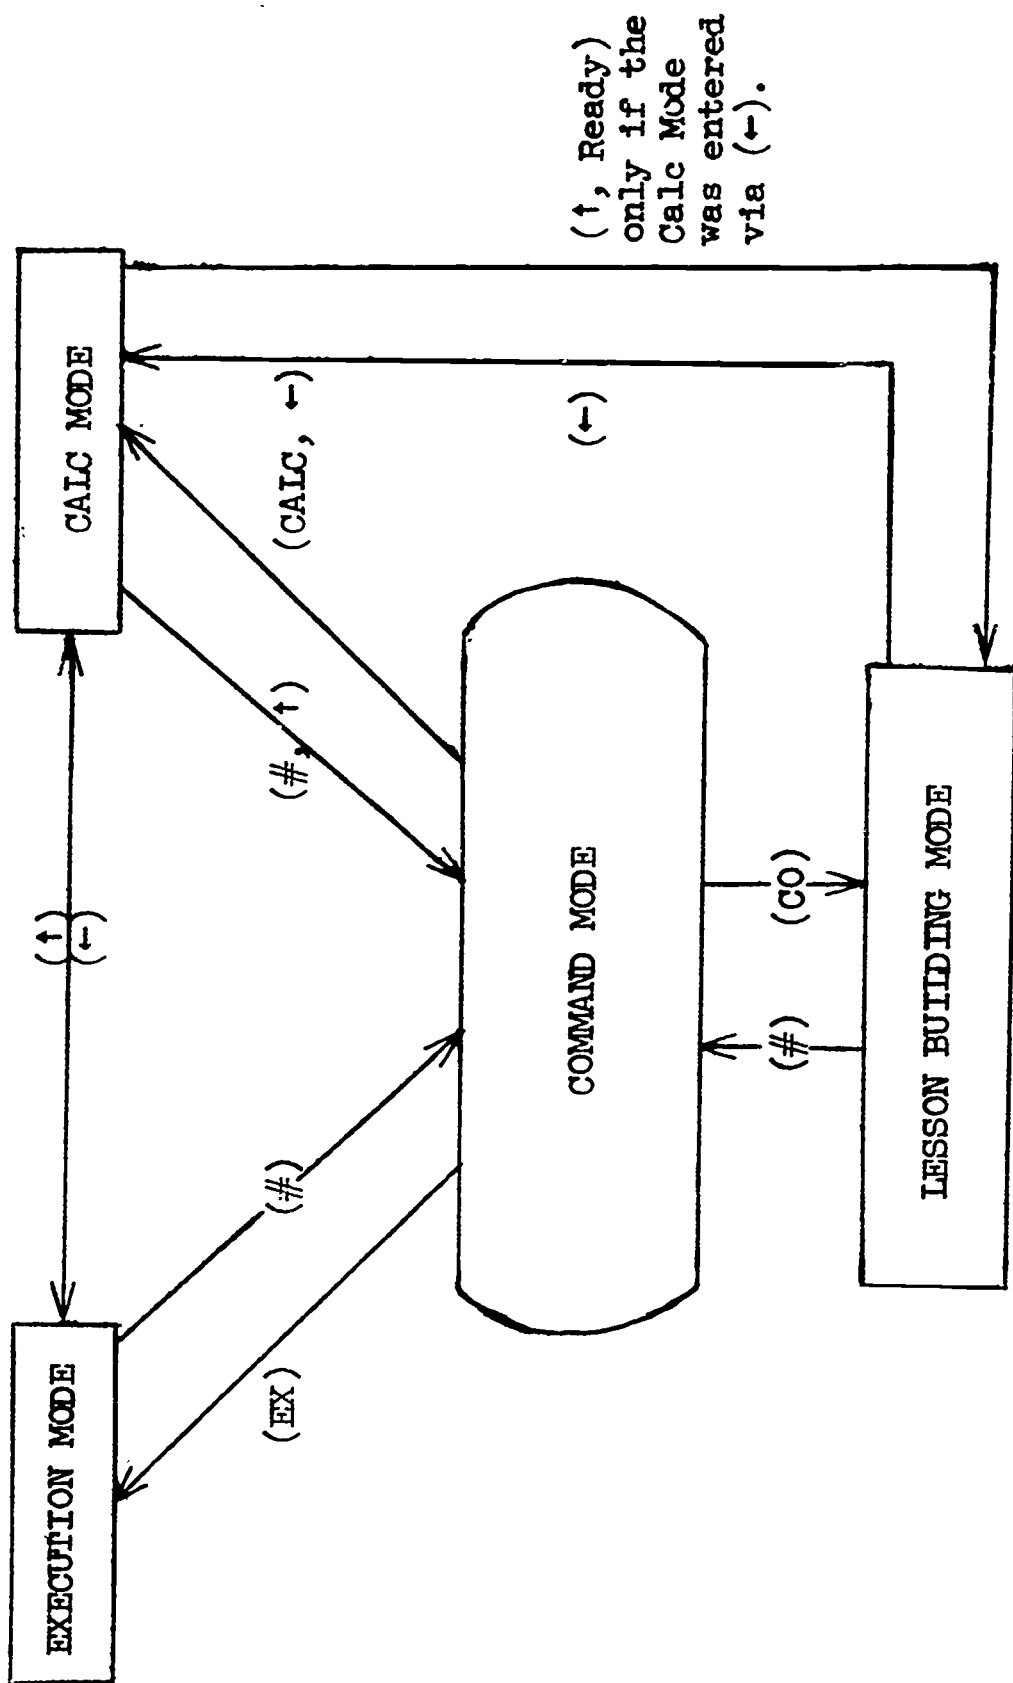 EXECUTION MODE
(↑)
(←)
CALC MODE
(EX)
(#)
(#, ↑)
(CALC, ←)
COMMAND MODE
(←)
(↑, Ready)
only if the
Calc Mode
was entered
via (←).
(#)
(CO)
LESSON BUILDING MODE